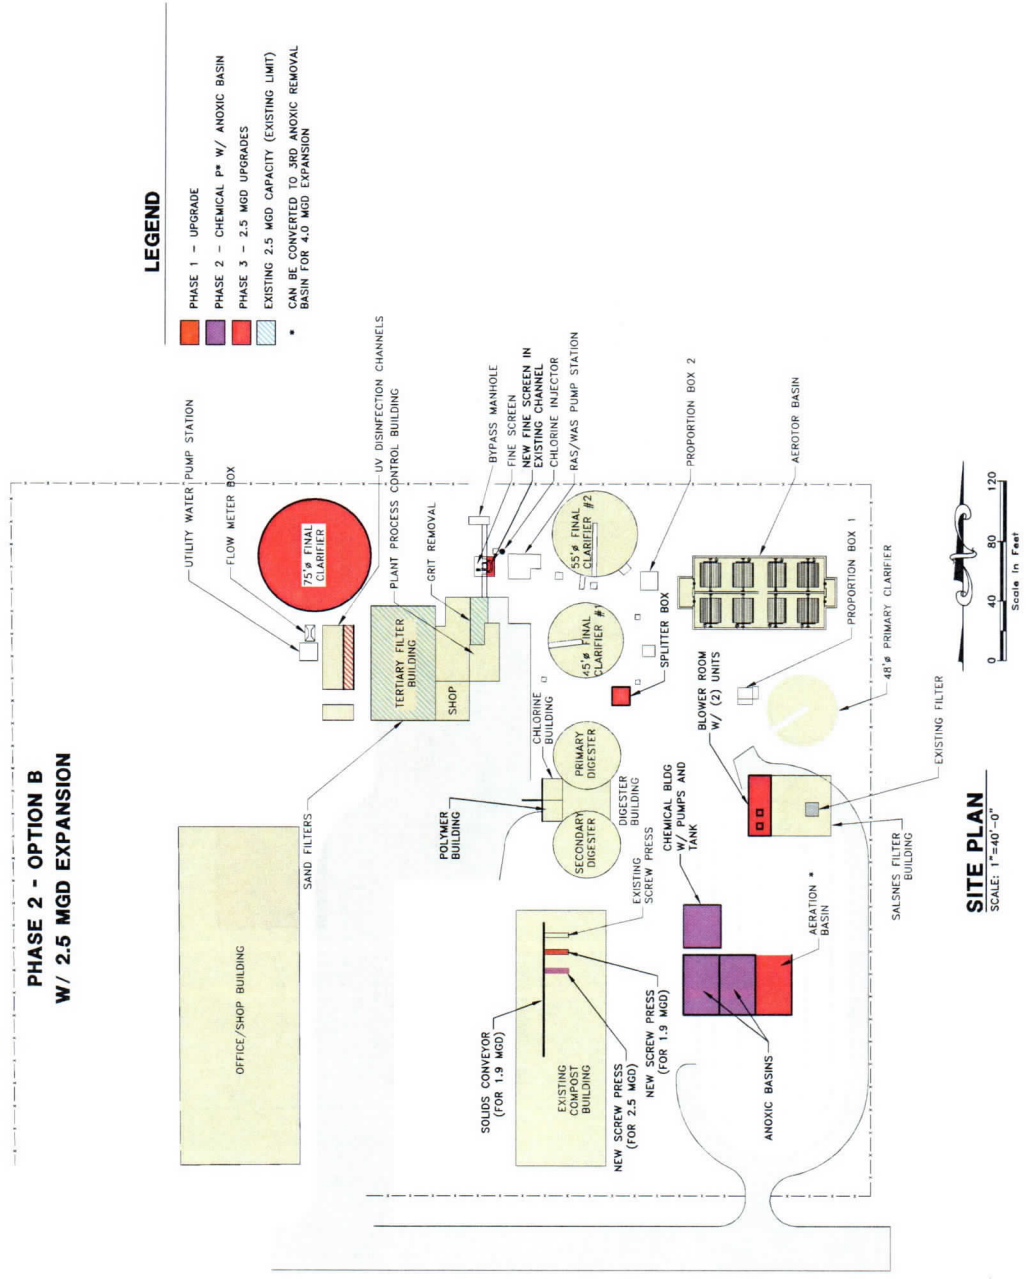 PHASE 2 - OPTION B
W/ 2.5 MGD EXPANSION
LEGEND
PHASE 1 - UPGRADE
PHASE 2 - CHEMICAL P* W/ ANOXIC BASIN
PHASE 3 - 2.5 MGD UPGRADES
EXISTING 2.5 MGD CAPACITY (EXISTING LIMIT)
* CAN BE CONVERTED TO 3RD ANOXIC REMOVAL
BASIN FOR 4.0 MGD EXPANSION
OFFICE/SHOP BUILDING
UTILITY WATER PUMP STATION
FLOW METER BOX
75'ø FINAL
CLARIFIER
UV DISINFECTION CHANNELS
SAND FILTERS
TERTIARY FILTER
BUILDING
SHOP
PLANT PROCESS CONTROL BUILDING
GRIT REMOVAL
BYPASS MANHOLE
FINE SCREEN
NEW FINE SCREEN IN
EXISTING CHANNEL
CHLORINE INJECTOR
RAS/WAS PUMP STATION
POLYMER
BUILDING
CHLORINE
BUILDING
SECONDARY
DIGESTER
PRIMARY
DIGESTER
DIGESTER
BUILDING
45'ø FINAL
CLARIFIER #1
55'ø FINAL
CLARIFIER #2
SPLITTER BOX
PROPORTION BOX 2
SOLIDS CONVEYOR
(FOR 1.9 MGD)
EXISTING
COMPOST
BUILDING
EXISTING
SCREW PRESS
NEW SCREW PRESS
(FOR 2.5 MGD)
NEW SCREW PRESS
(FOR 1.9 MGD)
CHEMICAL BLDG
W/ PUMPS AND
TANK
BLOWER ROOM
W/ (2) UNITS
AEROTOR BASIN
PROPORTION BOX 1
48'ø PRIMARY CLARIFIER
ANOXIC BASINS
AERATION *
BASIN
SALSNES FILTER
BUILDING
EXISTING FILTER
SITE PLAN
SCALE: 1"=40'-0"
0 40 80 120
Scale In Feet